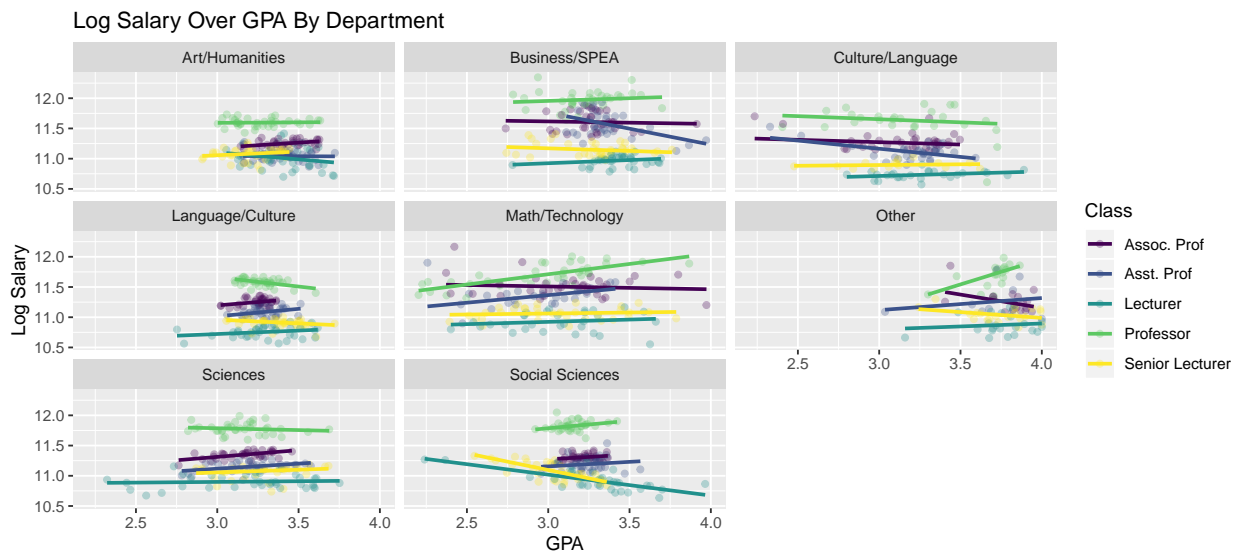 Log Salary Over GPA By Department
Art/Humanities
Business/SPEA
Culture/Language
12.0
11.5
11.0
10.5
Language/Culture
Math/Technology
Other
12.0
11.5
11.0
10.5
2.5 3.0 3.5 4.0
Sciences
Social Sciences
12.0
11.5
11.0
10.5
2.5 3.0 3.5 4.0
2.5 3.0 3.5 4.0
GPA
Log Salary
Class
Assoc. Prof
Asst. Prof
Lecturer
Professor
Senior Lecturer